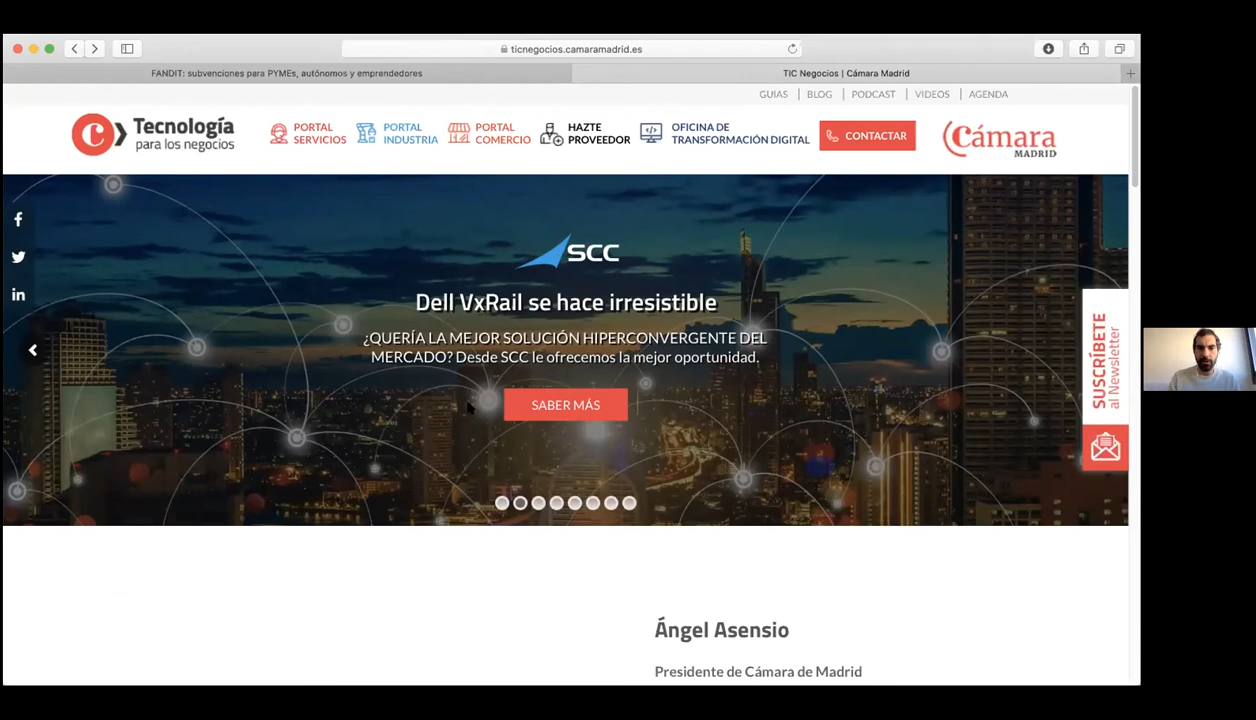 ticnegocios.camaramadrid.es
FANDIT: subvenciones para PYMEs, autónomos y emprendedores
TIC Negocios | Cámara Madrid
GUÍAS | BLOG | PODCAST | VIDEOS | AGENDA
Tecnología
para los negocios
PORTAL
SERVICIOS
PORTAL
INDUSTRIA
PORTAL
COMERCIO
HAZTE
PROVEEDOR
OFICINA DE
TRANSFORMACIÓN DIGITAL
CONTACTAR
Cámara
MADRID
SCC
Dell VxRail se hace irresistible
¿QUERÍA LA MEJOR SOLUCIÓN HIPERCONVERGENTE DEL
MERCADO? Desde SCC le ofrecemos la mejor oportunidad.
SABER MÁS
SUSCRÍBETE
al Newsletter
Ángel Asensio
Presidente de Cámara de Madrid